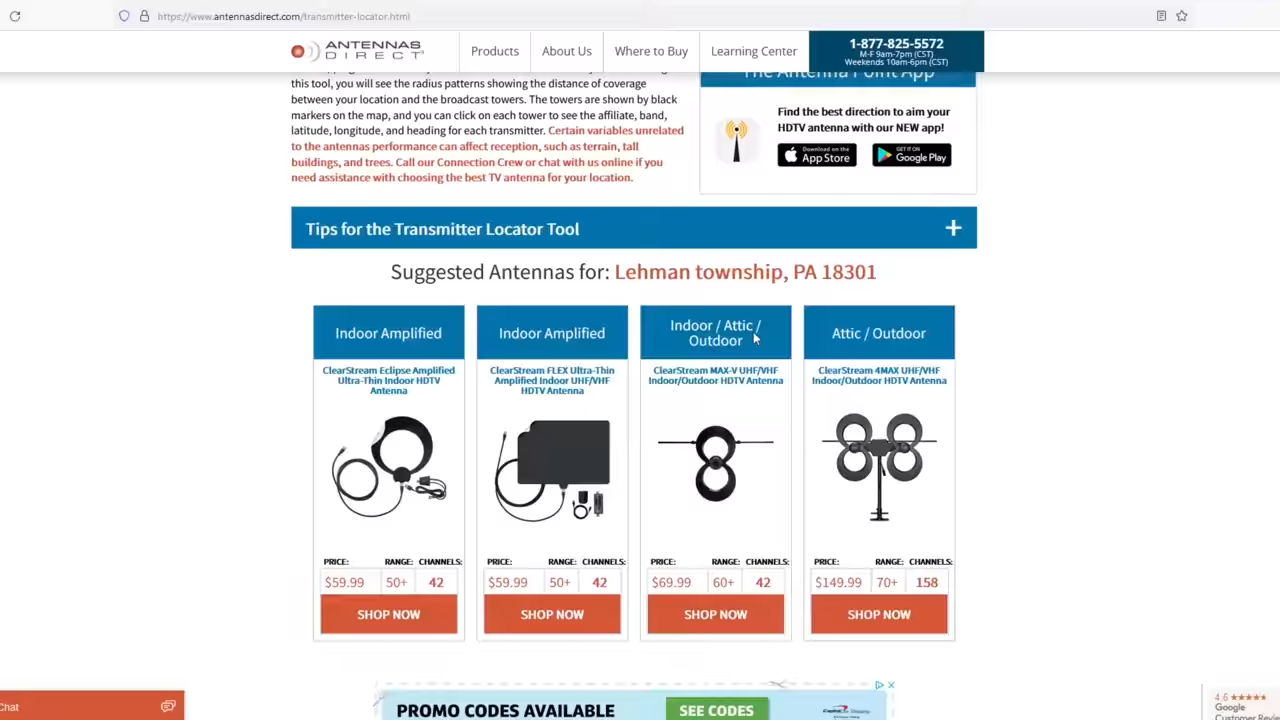 https://www.antennasdirect.com/transmitter-locator.html
ANTENNAS
DIRECT
Products
About Us
Where to Buy
Learning Center
1-877-825-5572
M-F 9am-7pm (CST)
Weekends 10am-6pm (CST)
this tool, you will see the radius patterns showing the distance of coverage
between your location and the broadcast towers. The towers are shown by black
markers on the map, and you can click on each tower to see the affiliate, band,
latitude, longitude, and heading for each transmitter. Certain variables unrelated
to the antennas performance can affect reception, such as terrain, tall
buildings, and trees. Call our Connection Crew or chat with us online if you
need assistance with choosing the best TV antenna for your location.
The Antenna Point App
Find the best direction to aim your
HDTV antenna with our NEW app!
Download on the
App Store
GET IT ON
Google Play
Tips for the Transmitter Locator Tool
+
Suggested Antennas for: Lehman township, PA 18301
Indoor Amplified
ClearStream Eclipse Amplified
Ultra-Thin Indoor HDTV
Antenna
PRICE: RANGE: CHANNELS:
$59.99 50+ 42
SHOP NOW
Indoor Amplified
ClearStream FLEX Ultra-Thin
Amplified Indoor UHF/VHF
HDTV Antenna
PRICE: RANGE: CHANNELS:
$59.99 50+ 42
SHOP NOW
Indoor / Attic /
Outdoor
ClearStream MAX-V UHF/VHF
Indoor/Outdoor HDTV Antenna
PRICE: RANGE: CHANNELS:
$69.99 60+ 42
SHOP NOW
Attic / Outdoor
ClearStream 4MAX UHF/VHF
Indoor/Outdoor HDTV Antenna
PRICE: RANGE: CHANNELS:
$149.99 70+ 158
SHOP NOW
PROMO CODES AVAILABLE
SEE CODES
Chat
4.6 ★★★★★
Google
Customer Revie